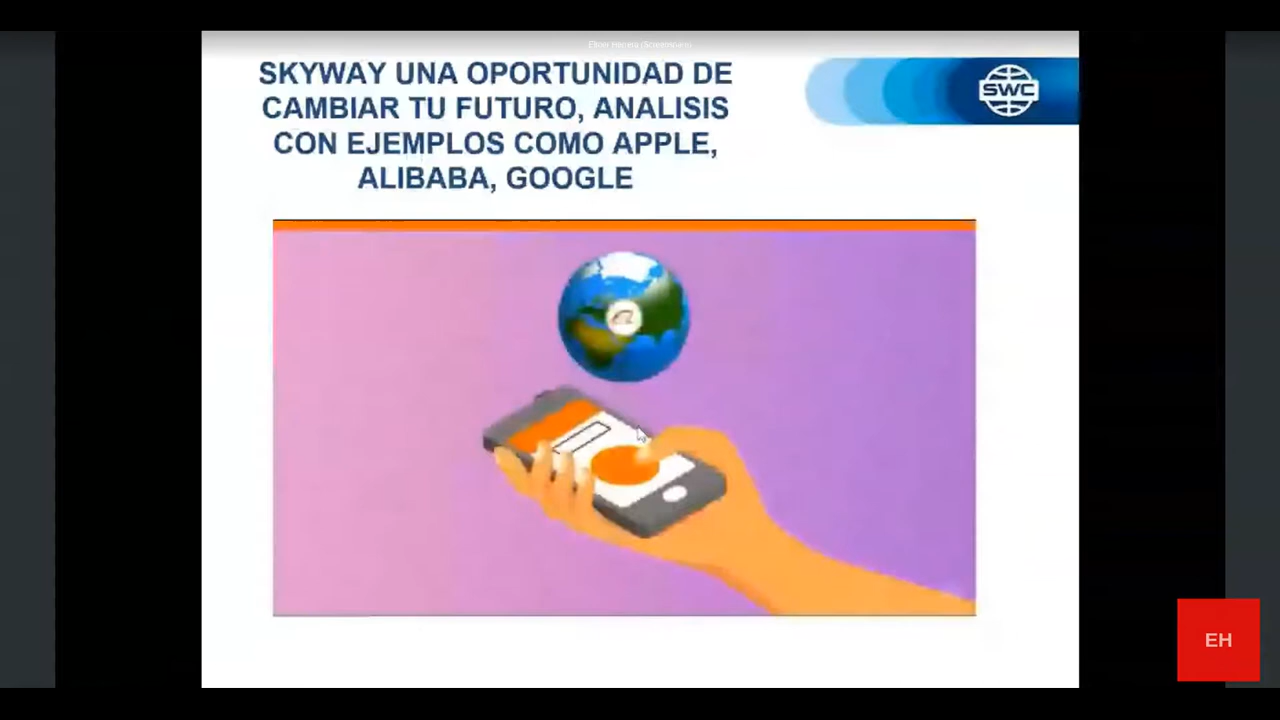 SKYWAY UNA OPORTUNIDAD DE
CAMBIAR TU FUTURO, ANALISIS
CON EJEMPLOS COMO APPLE,
ALIBABA, GOOGLE
SWC
EH